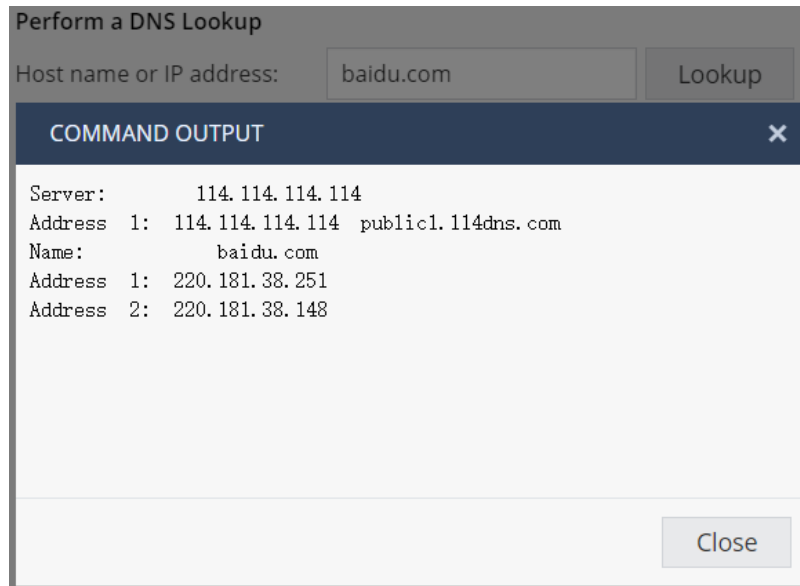 Perform a DNS Lookup
Host name or IP address: baidu.com Lookup
COMMAND OUTPUT ×
Server: 114.114.114.114
Address 1: 114.114.114.114 public1.114dns.com
Name: baidu.com
Address 1: 220.181.38.251
Address 2: 220.181.38.148
Close